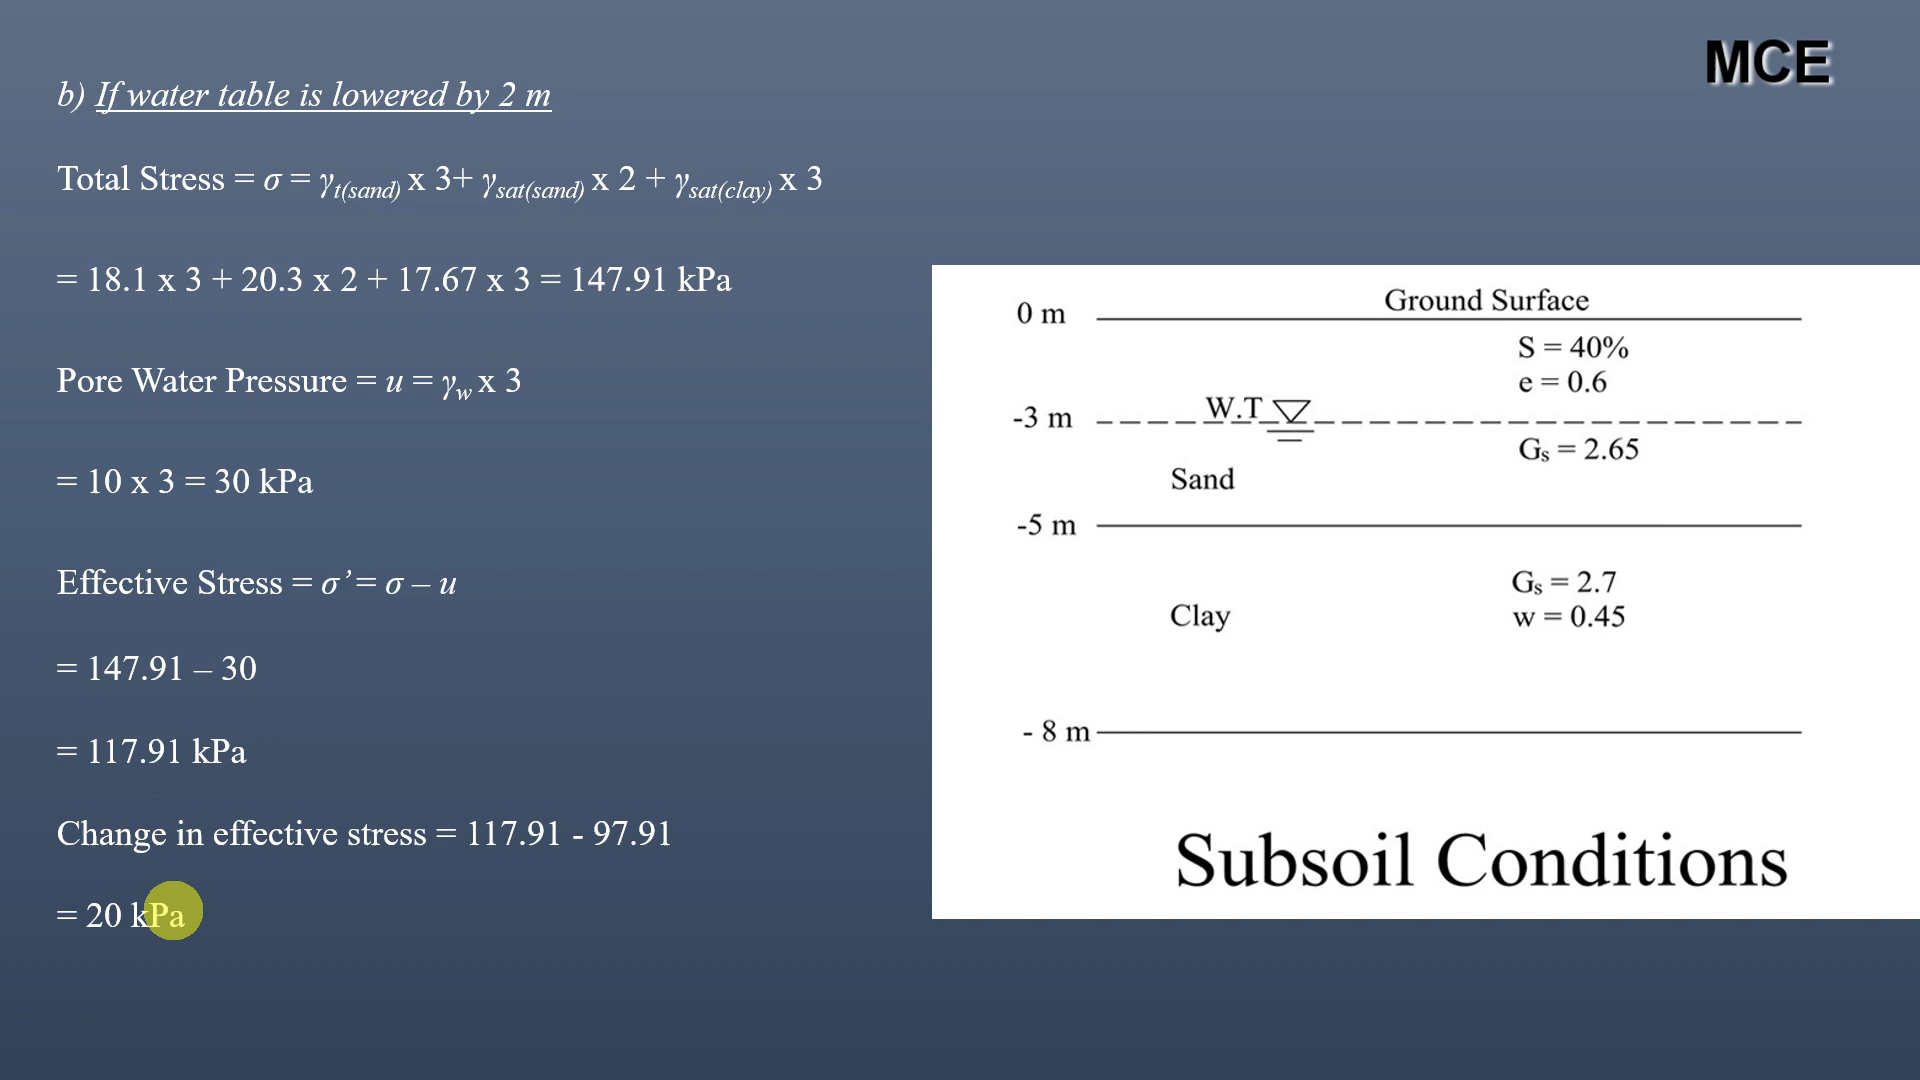 MCE
b) If water table is lowered by 2 m
Total Stress = σ = γt(sand) x 3+ γsat(sand) x 2 + γsat(clay) x 3
= 18.1 x 3 + 20.3 x 2 + 17.67 x 3 = 147.91 kPa
Pore Water Pressure = u = γw x 3
= 10 x 3 = 30 kPa
Effective Stress = σ’= σ – u
= 147.91 – 30
= 117.91 kPa
Change in effective stress = 117.91 - 97.91
= 20 kPa
Ground Surface
0 m
S = 40%
e = 0.6
W.T
-3 m
Gs = 2.65
Sand
-5 m
Gs = 2.7
Clay
w = 0.45
- 8 m
Subsoil Conditions